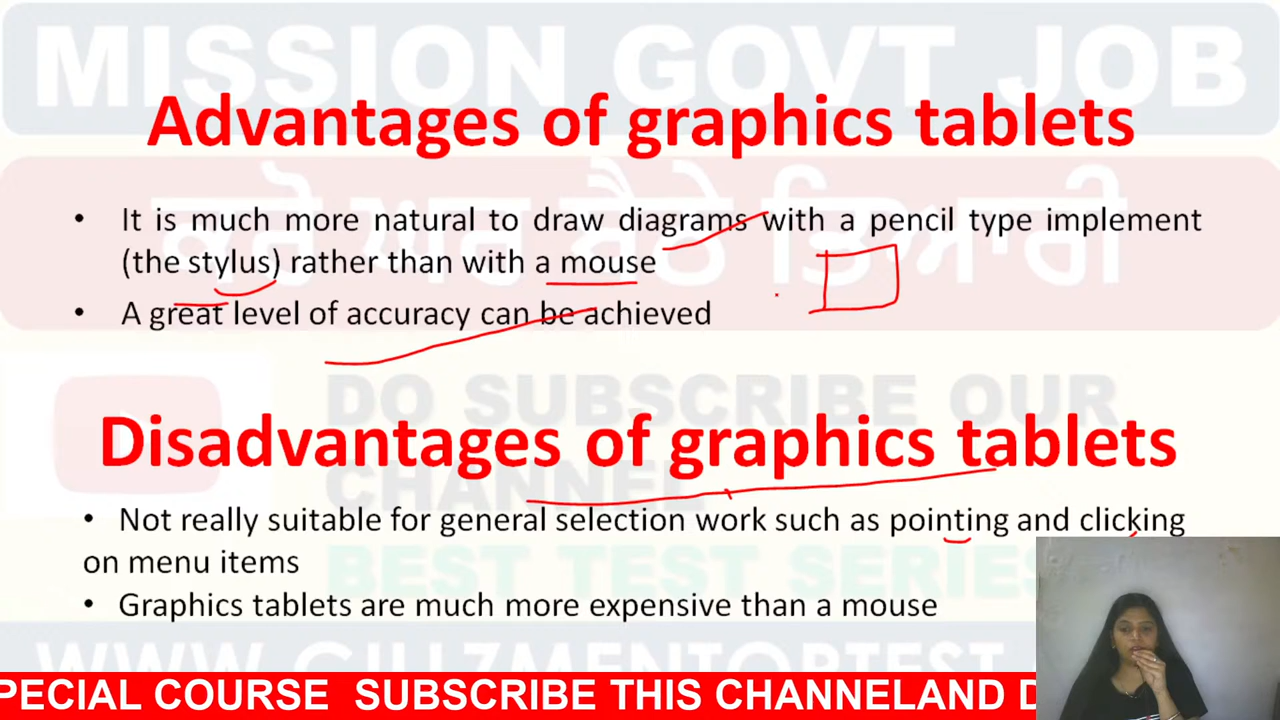 MISSION GOVT JOB
Advantages of graphics tablets
• It is much more natural to draw diagrams with a pencil type implement
(the stylus) rather than with a mouse
• A great level of accuracy can be achieved
DO SUBSCRIBE OUR
CHANNEL
Disadvantages of graphics tablets
• Not really suitable for general selection work such as pointing and clicking
on menu items
BEST TEST SERIES
• Graphics tablets are much more expensive than a mouse
PECIAL COURSE SUBSCRIBE THIS CHANNELAND D